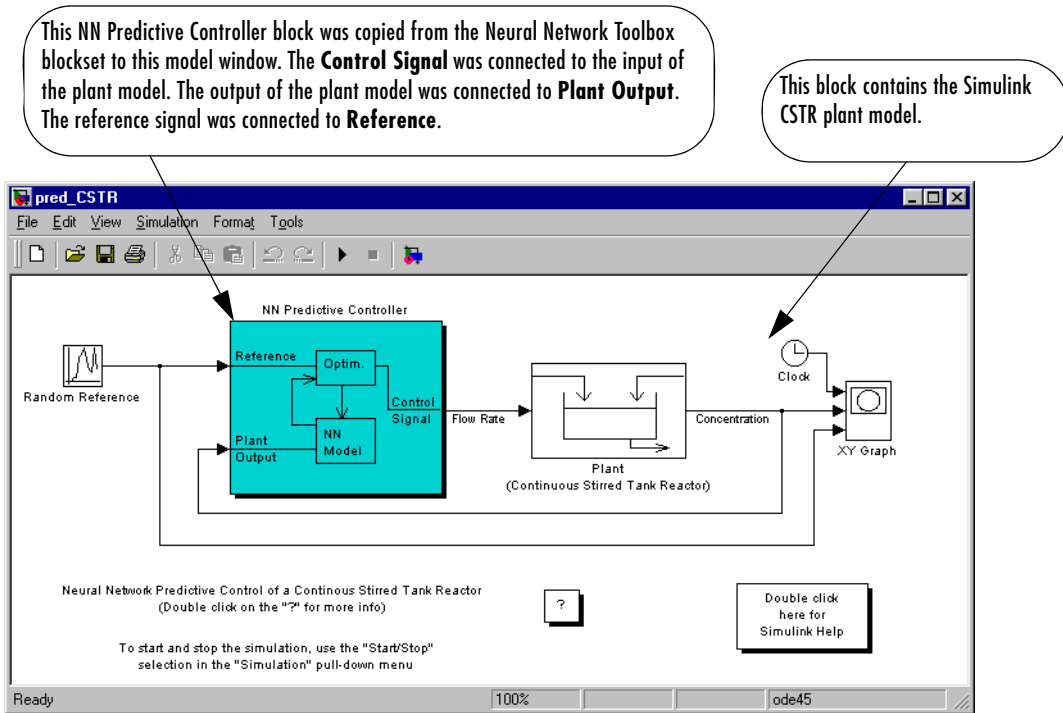 This NN Predictive Controller block was copied from the Neural Network Toolbox
blockset to this model window. The Control Signal was connected to the input of
the plant model. The output of the plant model was connected to Plant Output.
The reference signal was connected to Reference.
This block contains the Simulink
CSTR plant model.
pred_CSTR
File Edit View Simulation Format Tools
NN Predictive Controller
Random Reference
Reference
Optim.
Control
Signal
Plant
Output
NN
Model
Flow Rate
Plant
(Continuous Stirred Tank Reactor)
Concentration
Clock
XY Graph
Neural Network Predictive Control of a Continous Stirred Tank Reactor
(Double click on the "?" for more info)
?
Double click
here for
Simulink Help
To start and stop the simulation, use the "Start/Stop"
selection in the "Simulation" pull-down menu
Ready 100% ode45